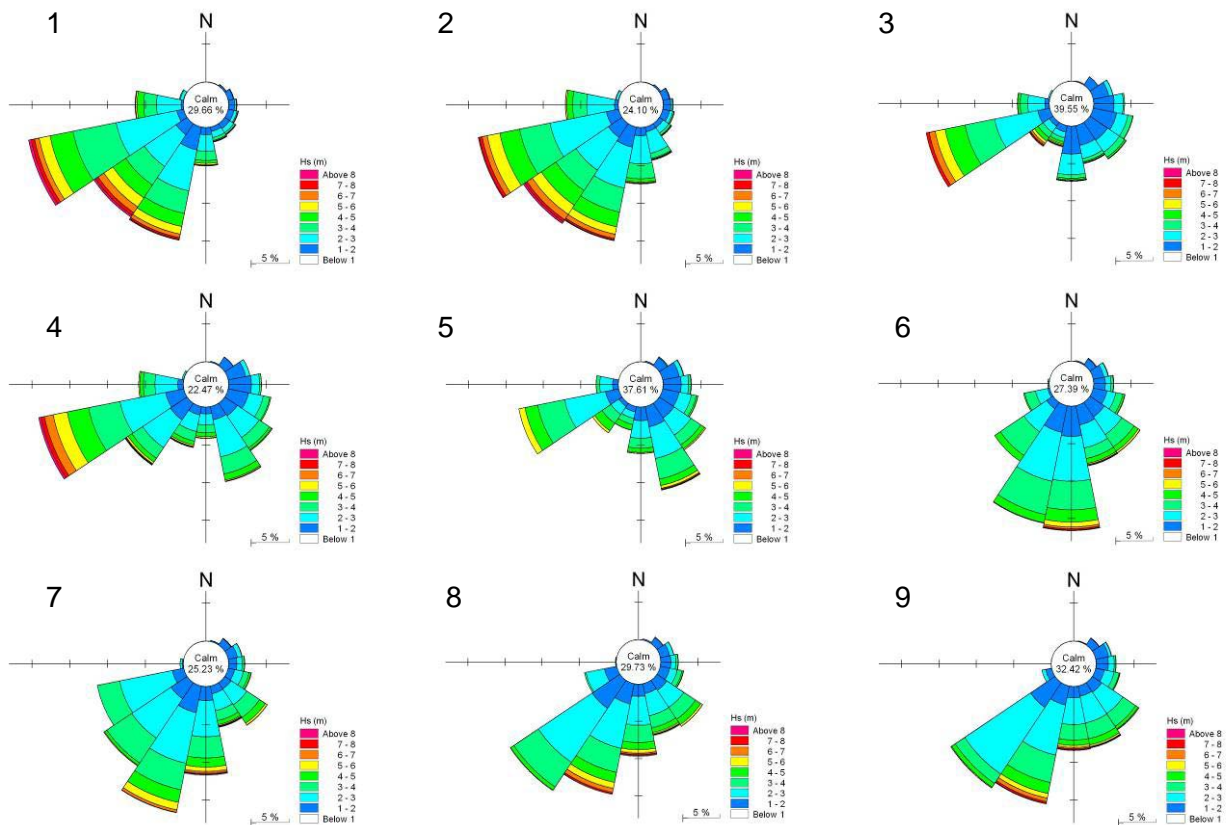 1
N
Calm
29.66 %
Hs (m)
Above 8
7 - 8
6 - 7
5 - 6
4 - 5
3 - 4
2 - 3
1 - 2
Below 1
5 %
2
N
Calm
24.10 %
Hs (m)
Above 8
7 - 8
6 - 7
5 - 6
4 - 5
3 - 4
2 - 3
1 - 2
Below 1
5 %
3
N
Calm
39.55 %
Hs (m)
Above 8
7 - 8
6 - 7
5 - 6
4 - 5
3 - 4
2 - 3
1 - 2
Below 1
5 %
4
N
Calm
22.47 %
Hs (m)
Above 8
7 - 8
6 - 7
5 - 6
4 - 5
3 - 4
2 - 3
1 - 2
Below 1
5 %
5
N
Calm
37.61 %
Hs (m)
Above 8
7 - 8
6 - 7
5 - 6
4 - 5
3 - 4
2 - 3
1 - 2
Below 1
5 %
6
N
Calm
27.39 %
Hs (m)
Above 8
7 - 8
6 - 7
5 - 6
4 - 5
3 - 4
2 - 3
1 - 2
Below 1
5 %
7
N
Calm
25.23 %
Hs (m)
Above 8
7 - 8
6 - 7
5 - 6
4 - 5
3 - 4
2 - 3
1 - 2
Below 1
5 %
8
N
Calm
29.73 %
Hs (m)
Above 8
7 - 8
6 - 7
5 - 6
4 - 5
3 - 4
2 - 3
1 - 2
Below 1
5 %
9
N
Calm
32.42 %
Hs (m)
Above 8
7 - 8
6 - 7
5 - 6
4 - 5
3 - 4
2 - 3
1 - 2
Below 1
5 %